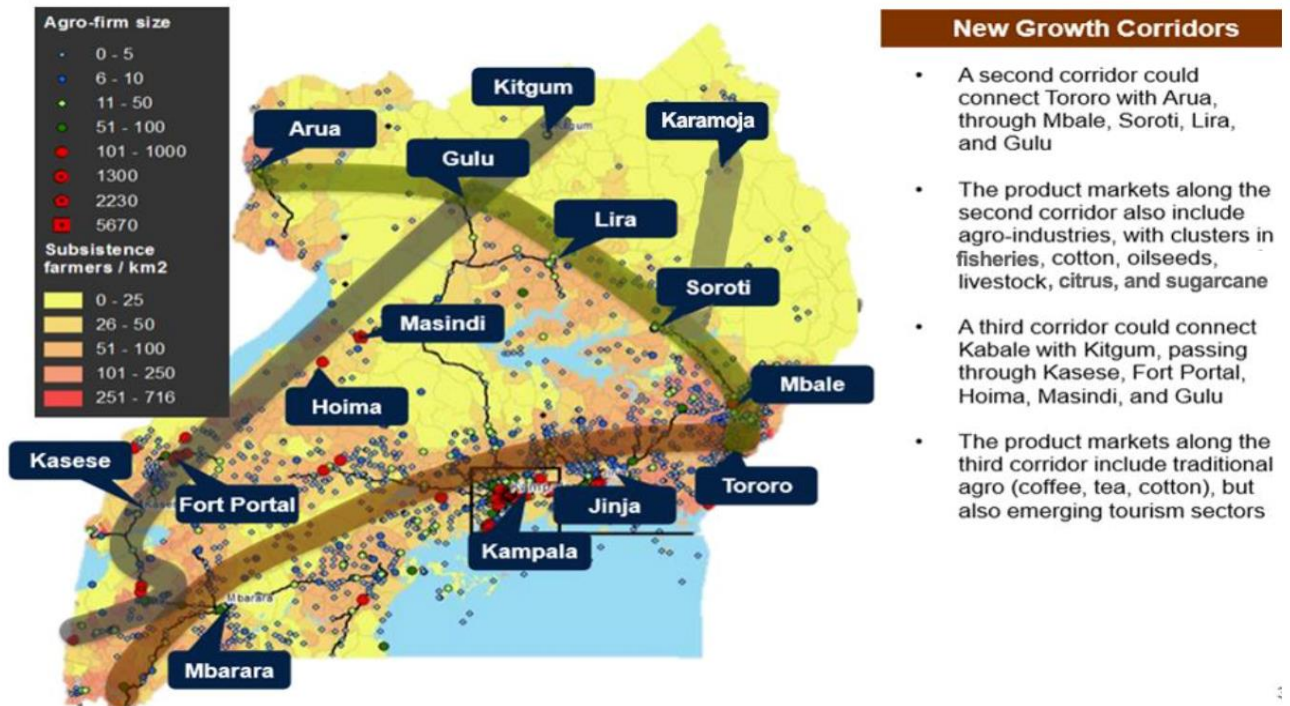 Agro-firm size
0 - 5
6 - 10
11 - 50
51 - 100
101 - 1000
1300
2230
5670
Subsistence
farmers / km2
0 - 25
26 - 50
51 - 100
101 - 250
251 - 716
Kitgum
Karamoja
Arua
Gulu
Lira
Soroti
Masindi
Mbale
Hoima
Kasese
Fort Portal
Tororo
Jinja
Kampala
Mbarara
Mbarara
New Growth Corridors
• A second corridor could
connect Tororo with Arua,
through Mbale, Soroti, Lira,
and Gulu
• The product markets along the
second corridor also include
agro-industries, with clusters in
fisheries, cotton, oilseeds,
livestock, citrus, and sugarcane
• A third corridor could connect
Kabale with Kitgum, passing
through Kasese, Fort Portal,
Hoima, Masindi, and Gulu
• The product markets along the
third corridor include traditional
agro (coffee, tea, cotton), but
also emerging tourism sectors